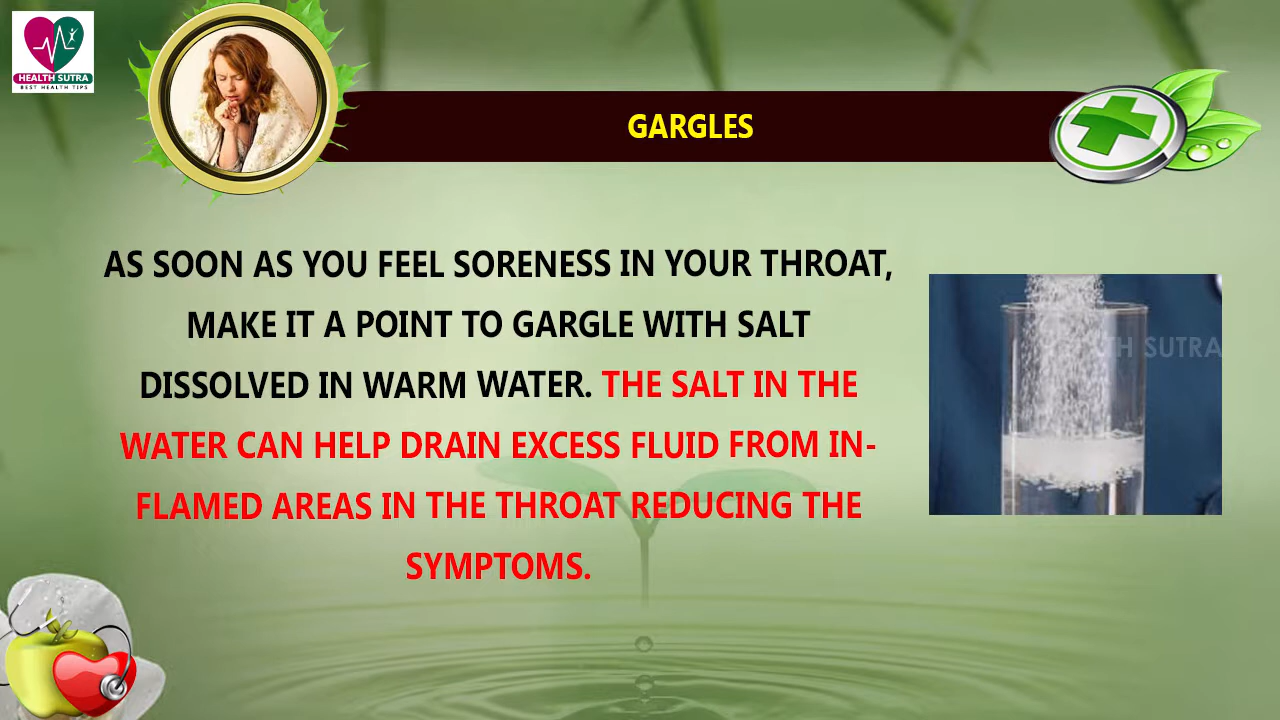 HEALTH SUTRA
BEST HEALTH TIPS
GARGLES
AS SOON AS YOU FEEL SORENESS IN YOUR THROAT,
MAKE IT A POINT TO GARGLE WITH SALT
DISSOLVED IN WARM WATER. THE SALT IN THE
WATER CAN HELP DRAIN EXCESS FLUID FROM IN-
FLAMED AREAS IN THE THROAT REDUCING THE
SYMPTOMS.
SUTRA